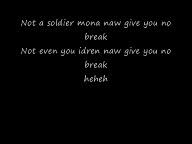 Not a soldier mona naw give you no
break
Not even you idren naw give you no
break
heheh